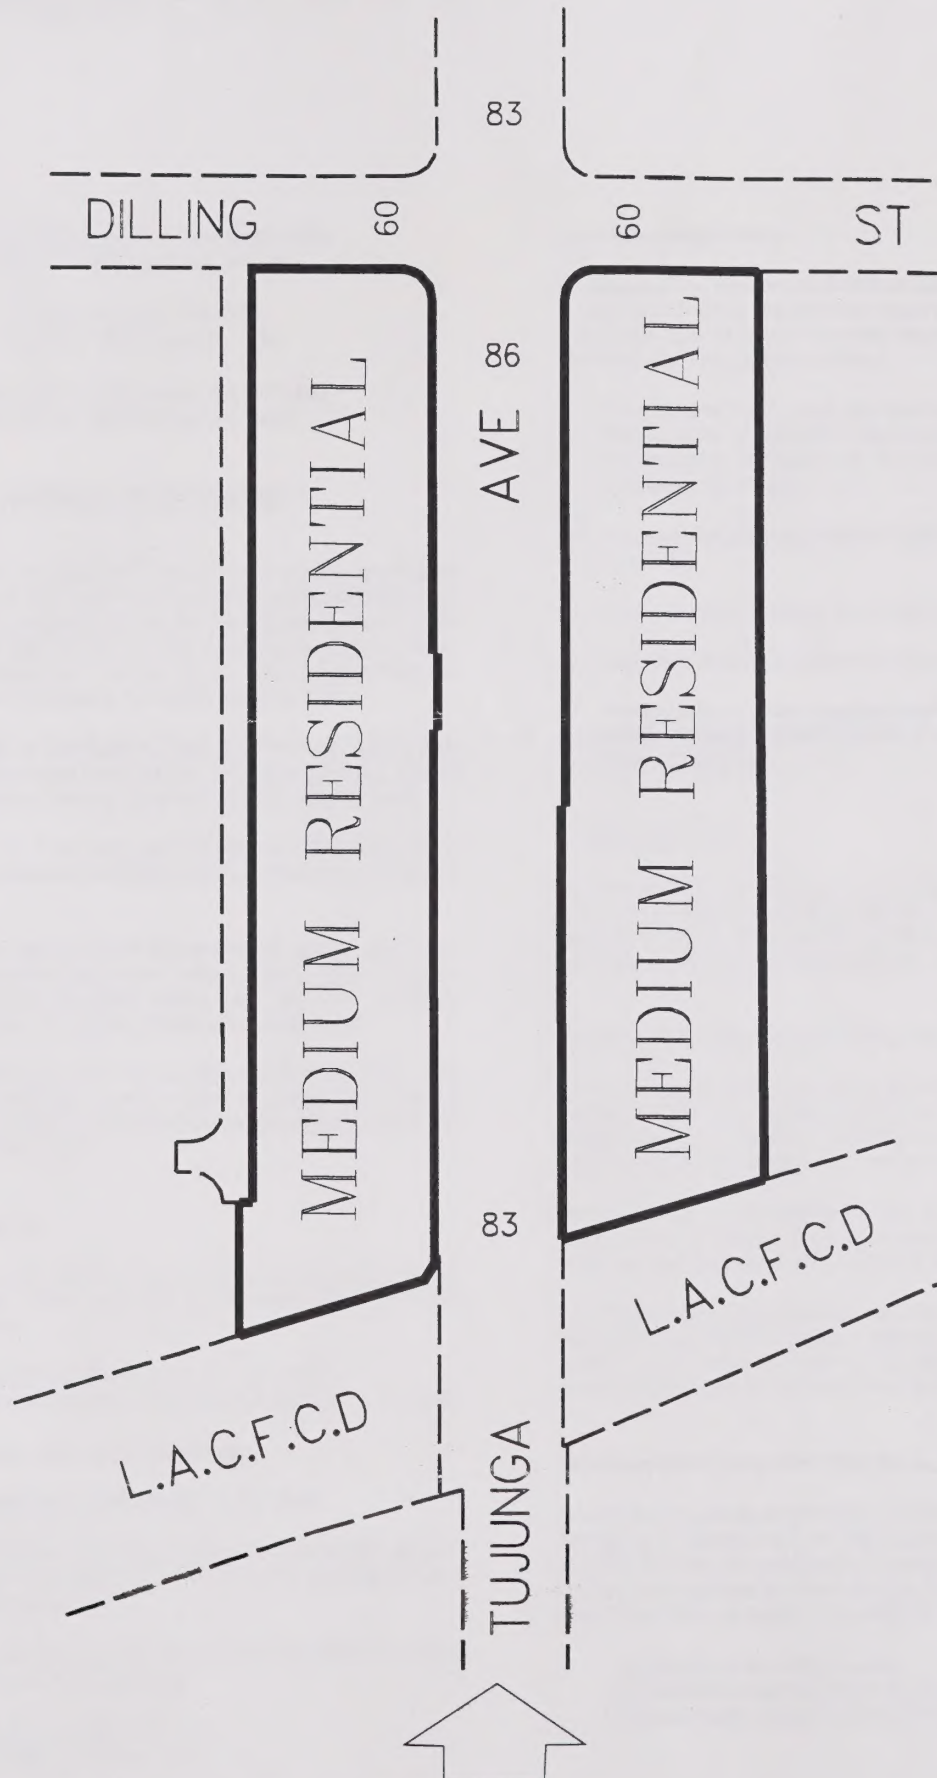 83
DILLING 60 60 ST
86
AVE
MEDIUM RESIDENTIAL
MEDIUM RESIDENTIAL
83
L.A.C.F.C.D
L.A.C.F.C.D
TUJUNGA